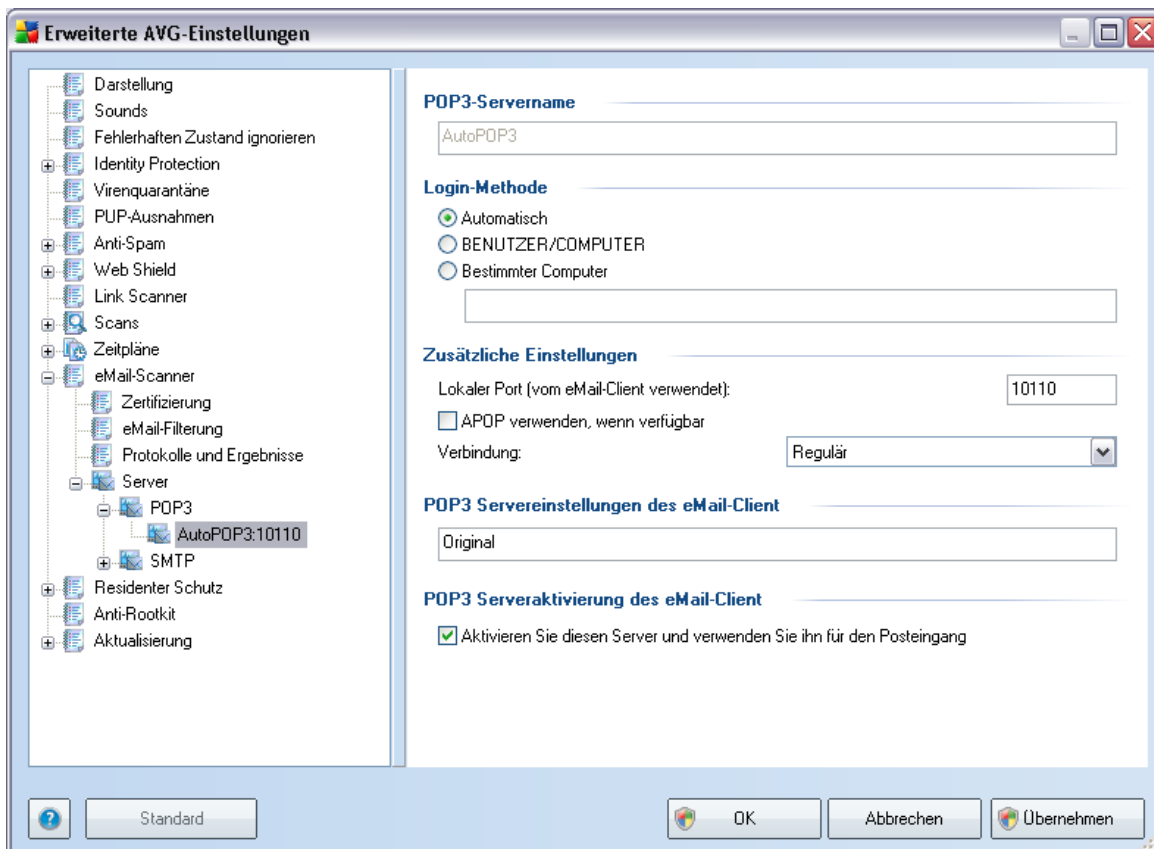 Erweiterte AVG-Einstellungen
Darstellung
Sounds
Fehlerhaften Zustand ignorieren
Identity Protection
Virenquarantäne
PUP-Ausnahmen
Anti-Spam
Web Shield
Link Scanner
Scans
Zeitpläne
eMail-Scanner
Zertifizierung
eMail-Filterung
Protokolle und Ergebnisse
Server
POP3
AutoPOP3:10110
SMTP
Residenter Schutz
Anti-Rootkit
Aktualisierung
POP3-Servername
AutoPOP3
Login-Methode
Automatisch
BENUTZER/COMPUTER
Bestimmter Computer
Zusätzliche Einstellungen
Lokaler Port (vom eMail-Client verwendet): 10110
APOP verwenden, wenn verfügbar
Verbindung: Regulär
POP3 Servereinstellungen des eMail-Client
Original
POP3 Serveraktivierung des eMail-Client
Aktivieren Sie diesen Server und verwenden Sie ihn für den Posteingang
? Standard OK Abbrechen Übernehmen